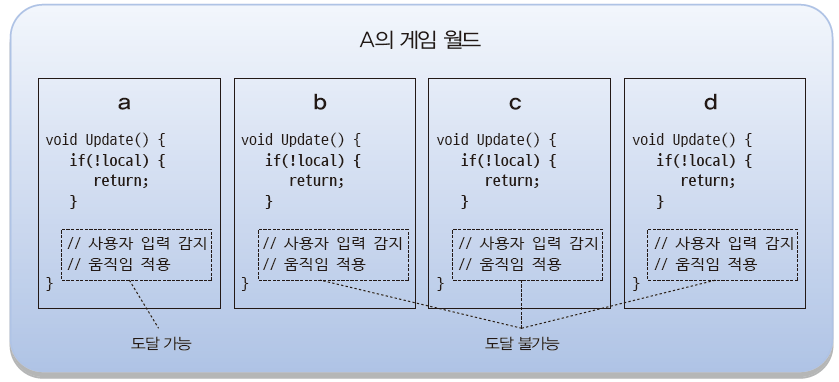 A의 게임 월드
a
void Update() {
if(!local) {
return;
}
// 사용자 입력 감지
// 움직임 적용
}
b
void Update() {
if(!local) {
return;
}
// 사용자 입력 감지
// 움직임 적용
}
c
void Update() {
if(!local) {
return;
}
// 사용자 입력 감지
// 움직임 적용
}
d
void Update() {
if(!local) {
return;
}
// 사용자 입력 감지
// 움직임 적용
}
도달 가능
도달 불가능